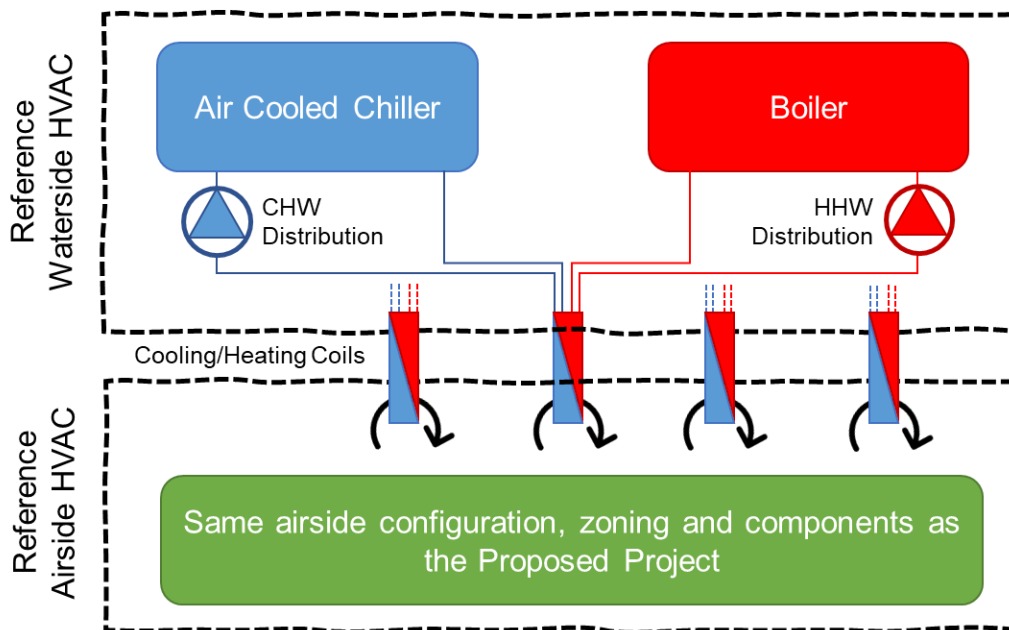 Reference
Waterside HVAC
Air Cooled Chiller
Boiler
CHW
Distribution
HHW
Distribution
Cooling/Heating Coils
Reference
Airside HVAC
Same airside configuration, zoning and components as
the Proposed Project